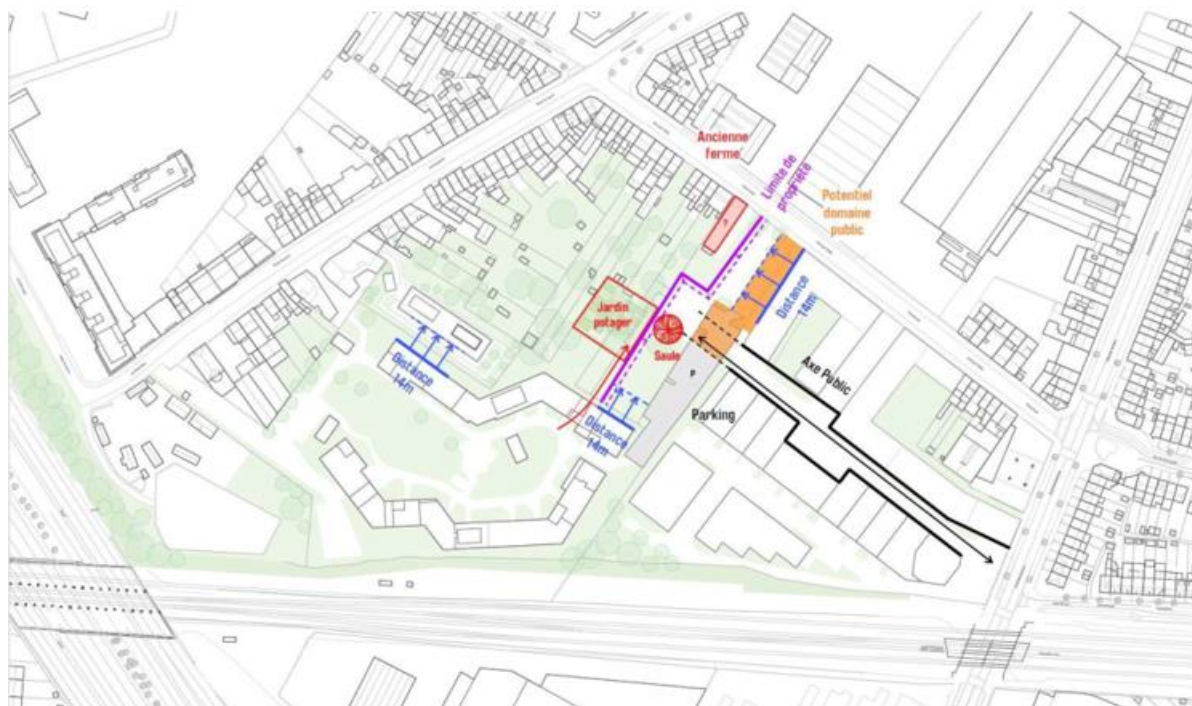 Ancienne
ferme
Limite de
propriété
Potentiel
domaine
public
Jardin
potager
Saule
Distance
14m
Distance
14m
Distance
14m
Axe Public
P
Parking